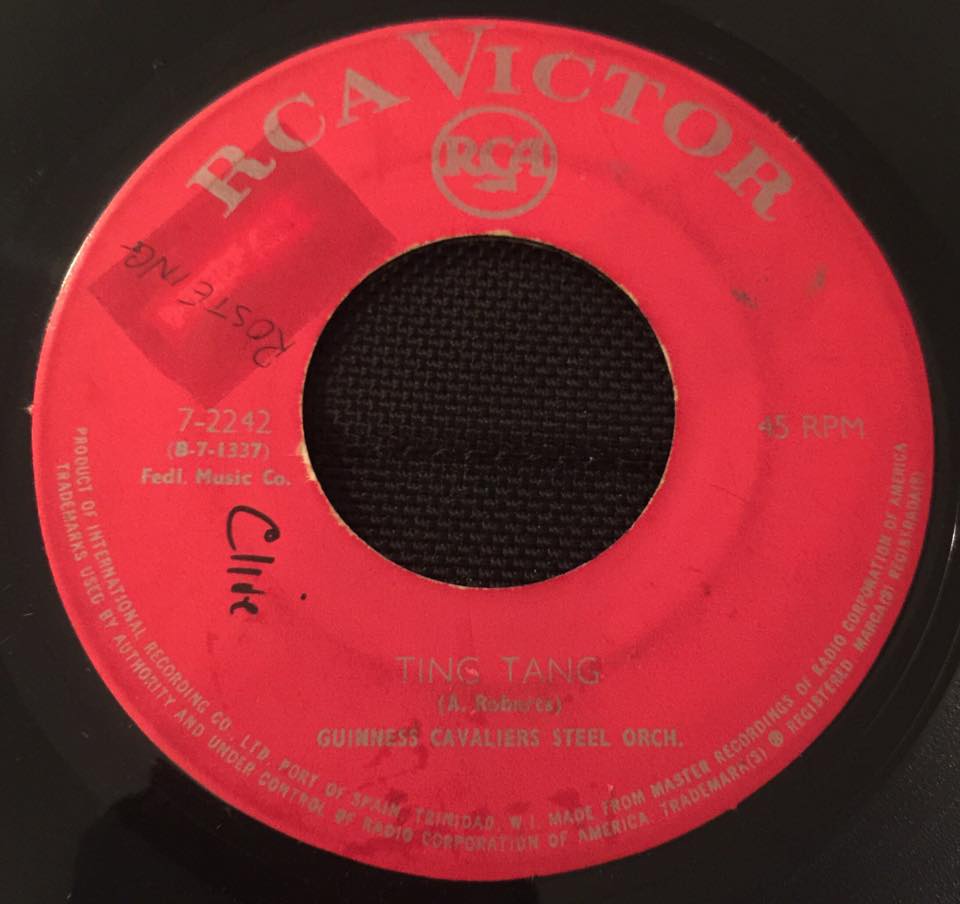 RCA VICTOR
RCA
ROSTÉING
7-2242
(B-7-1337)
Fedl. Music Co.
45 RPM
Clive
TING TANG
(A. Roberts)
GUINNESS CAVALIERS STEEL ORCH.
PRODUCT OF INTERNATIONAL RECORDING CO. LTD. PORT OF SPAIN, TRINIDAD, W.I. MADE FROM MASTER RECORDINGS OF RADIO CORPORATION OF AMERICA
TRADEMARKS USED BY AUTHORITY AND UNDER CONTROL OF RADIO CORPORATION OF AMERICA. TRADEMARK(S) ® REGISTERED. MARCA(S) REGISTRADA(S)